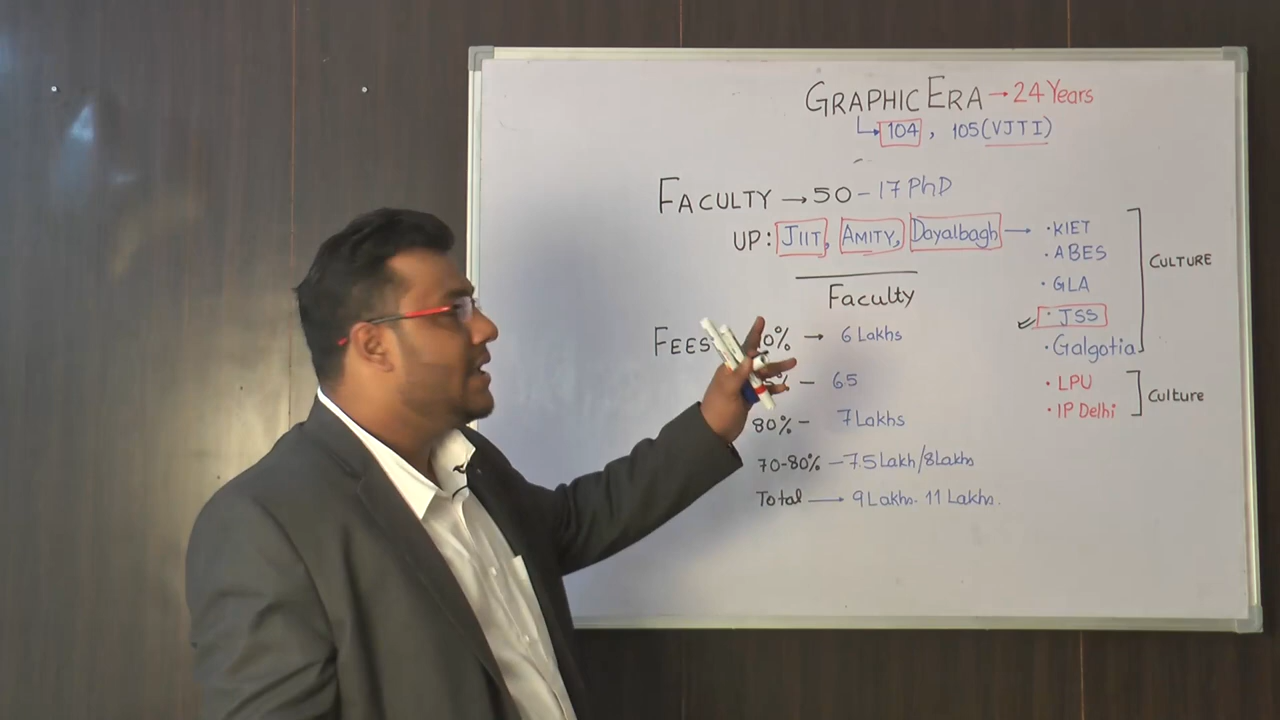 GRAPHIC ERA → 24 Years
104, 105 (VJTI)
FACULTY → 50 - 17 PhD
UP: JIIT, AMITY, Dayalbagh →
• KIET
• ABES
• GLA
• JSS
• Galgotia
CULTURE
• LPU
• IP Delhi
Culture
Faculty
FEES 0% → 6 Lakhs
% - 65
80% - 7 Lakhs
70-80% - 7.5 Lakh/8 Lakhs
Total → 9 Lakhs. 11 Lakhs.